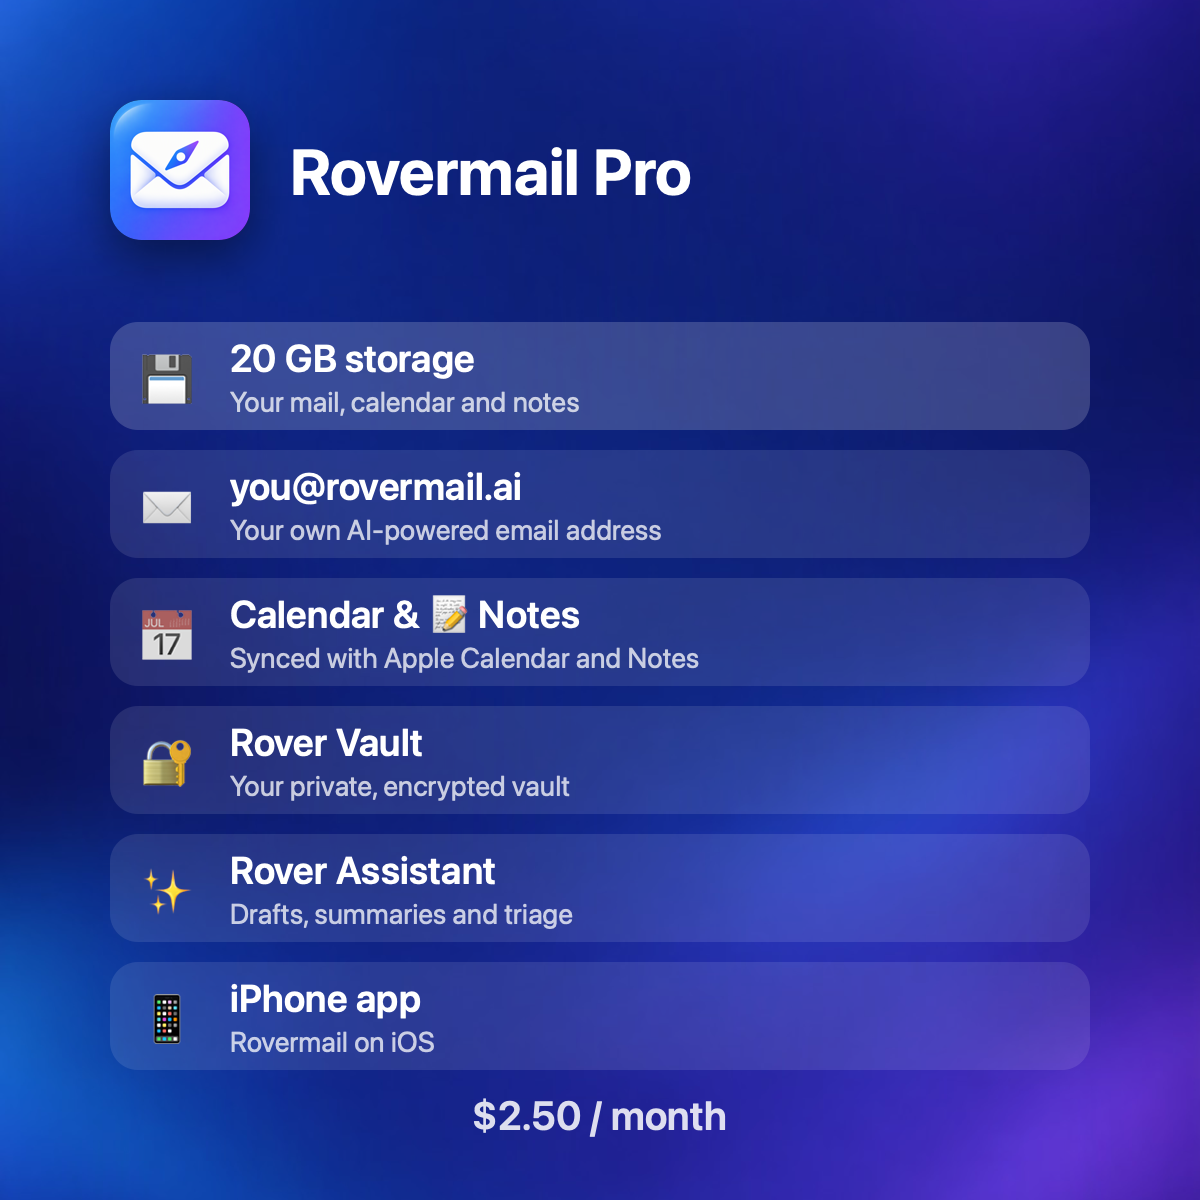 Rovermail Pro
20 GB storage
Your mail, calendar and notes
you@rovermail.ai
Your own AI-powered email address
JUL
17
Calendar & 📝 Notes
Synced with Apple Calendar and Notes
Rover Vault
Your private, encrypted vault
Rover Assistant
Drafts, summaries and triage
iPhone app
Rovermail on iOS
$2.50 / month